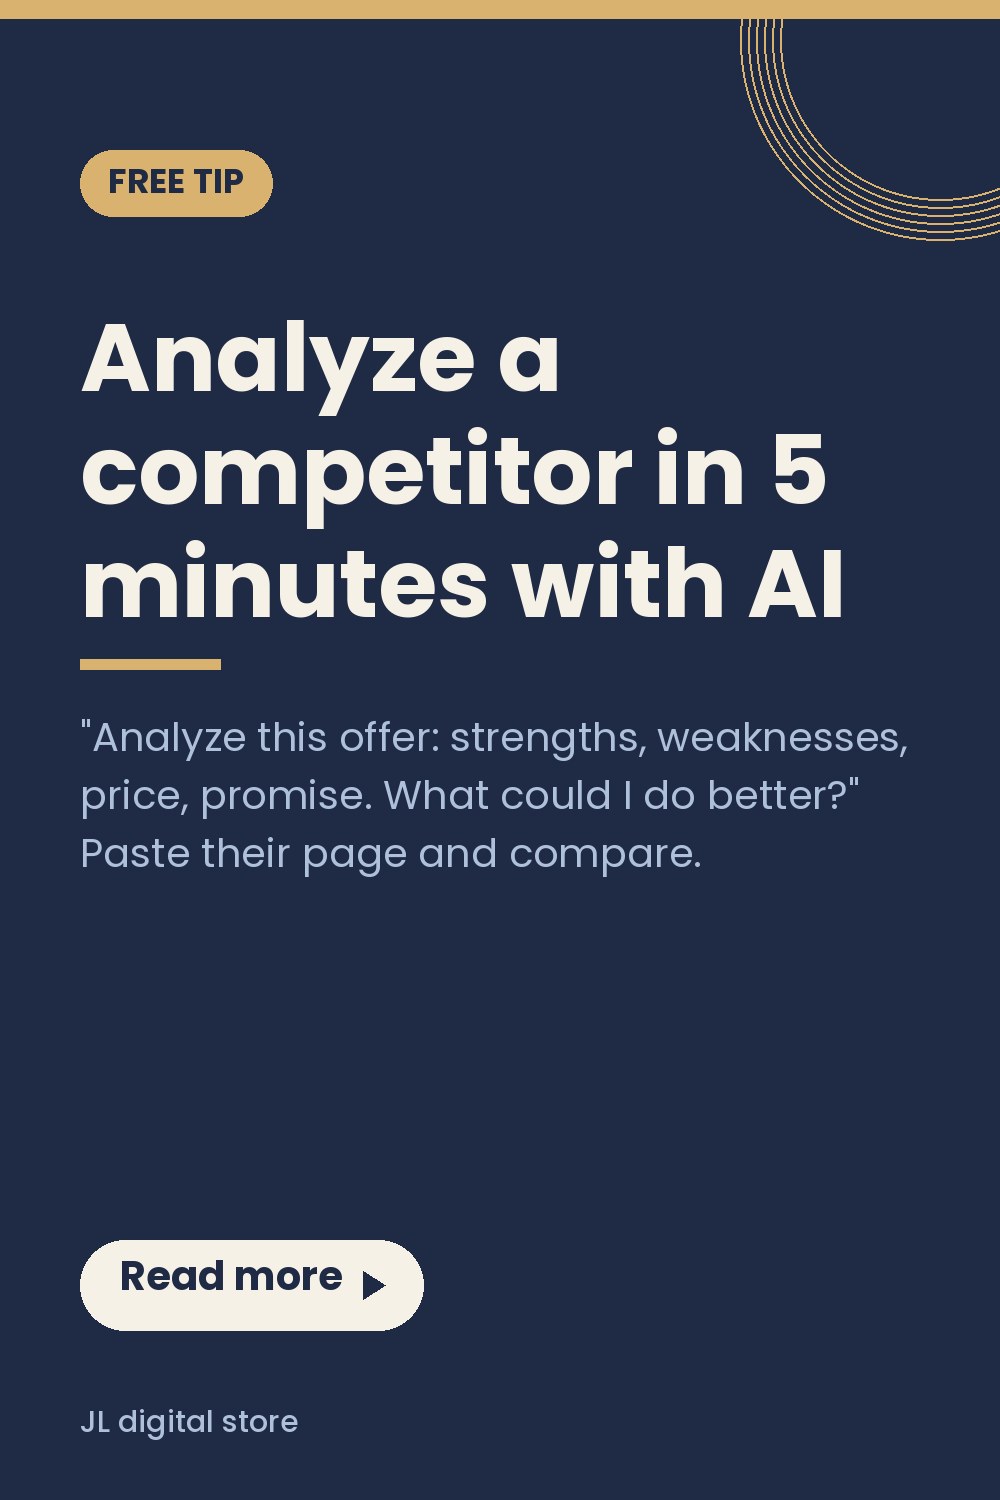 FREE TIP
Analyze a
competitor in 5
minutes with AI
"Analyze this offer: strengths, weaknesses,
price, promise. What could I do better?"
Paste their page and compare.
Read more
JL digital store